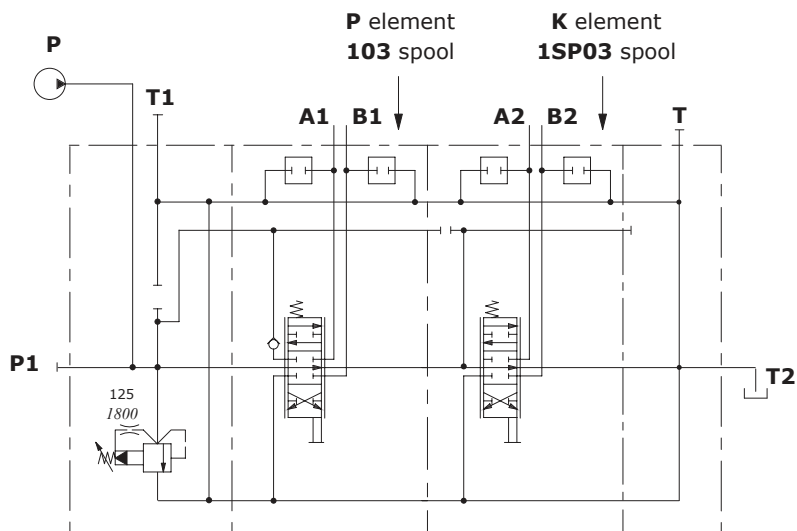 P element
103 spool
K element
1SP03 spool
P
T1
A1 B1
A2 B2
T
P1
T2
125
1800